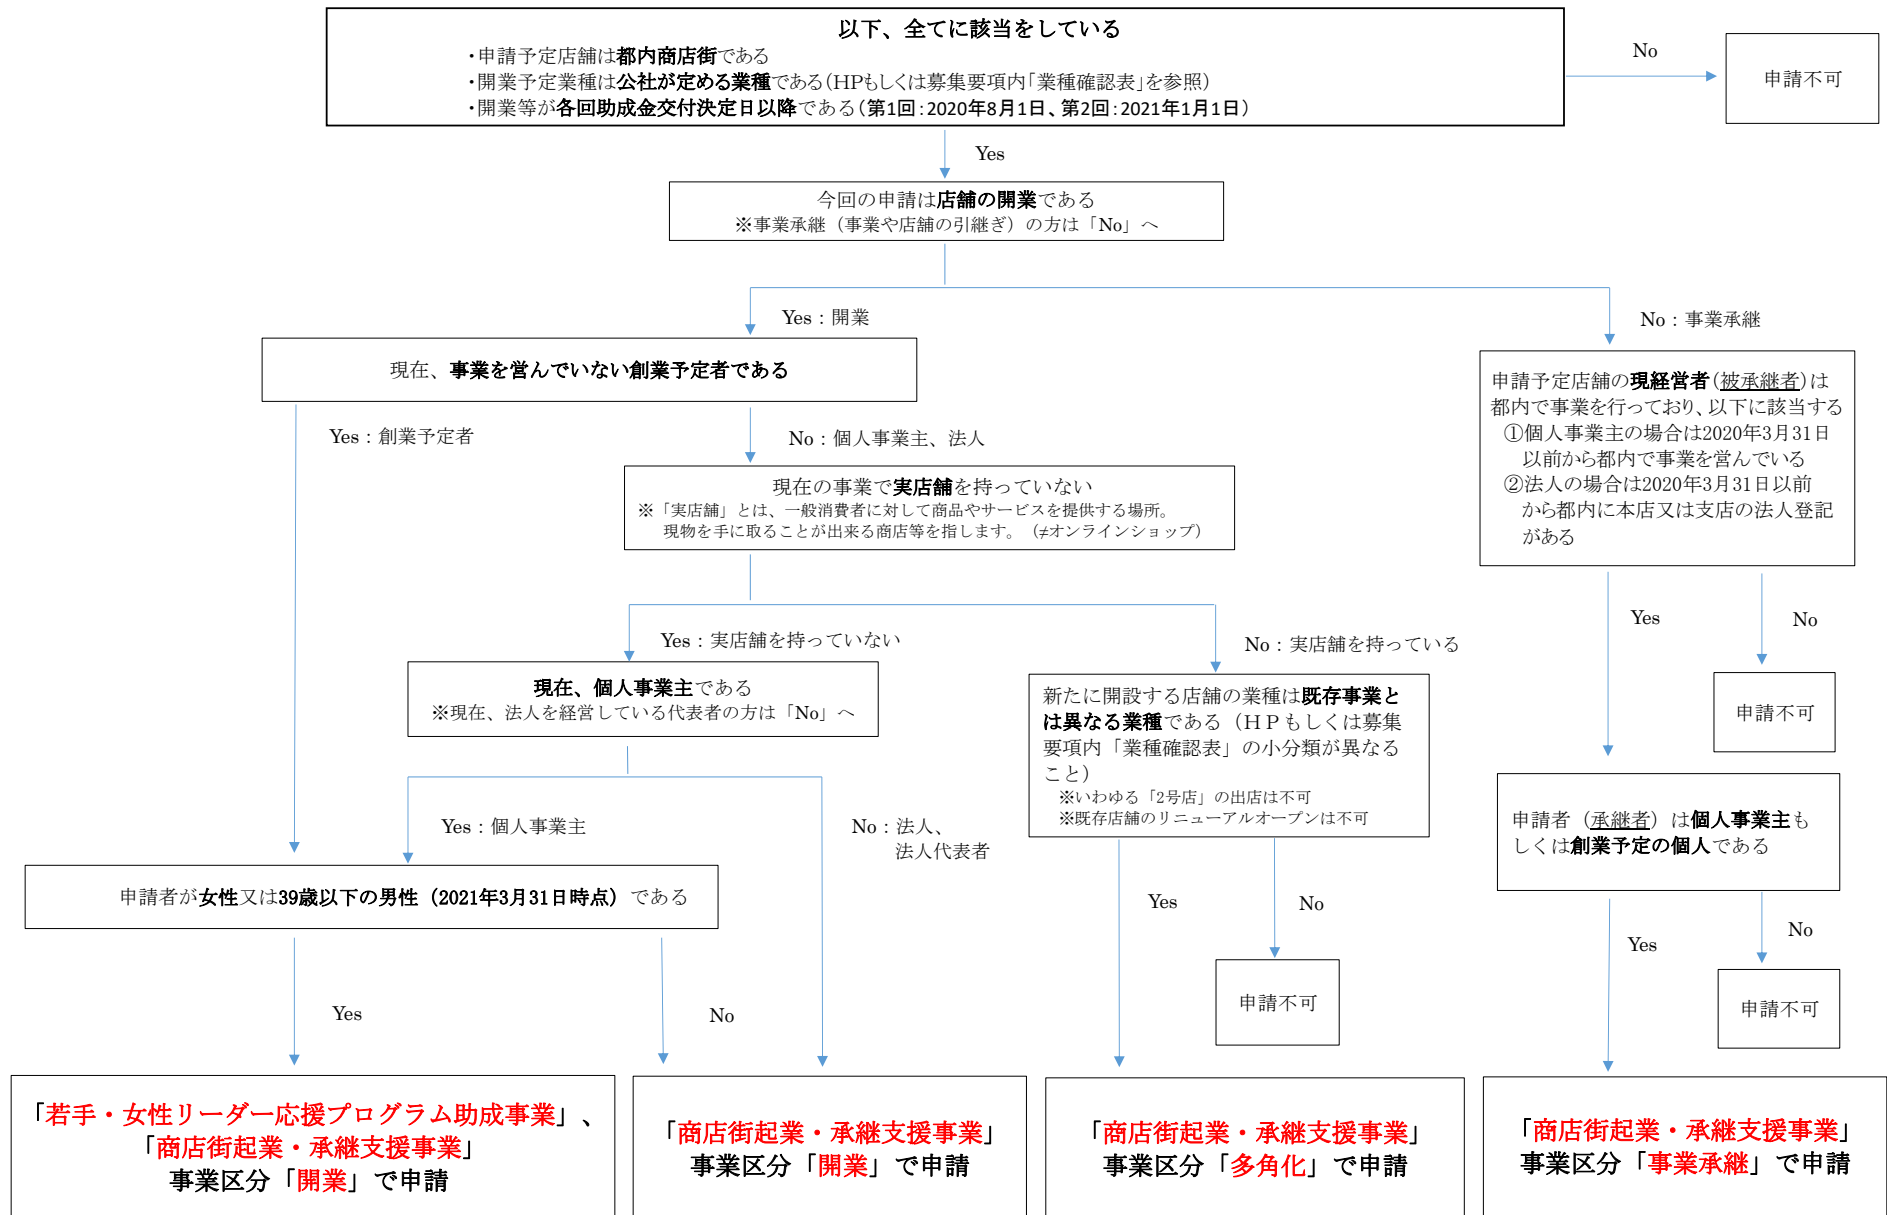 以下、全てに該当をしている
・申請予定店舗は都内商店街である
・開業予定業種は公社が定める業種である（HPもしくは募集要項内「業種確認表」を参照）
・開業等が各回助成金交付決定日以降である（第1回：2020年8月1日、第2回：2021年1月1日）
No
申請不可
Yes
今回の申請は店舗の開業である
※事業承継（事業や店舗の引継ぎ）の方は「No」へ
Yes：開業
No：事業承継
現在、事業を営んでいない創業予定者である
Yes：創業予定者
No：個人事業主、法人
申請予定店舗の現経営者（被承継者）は
都内で事業を行っており、以下に該当する
①個人事業主の場合は2020年3月31日
以前から都内で事業を営んでいる
②法人の場合は2020年3月31日以前
から都内に本店又は支店の法人登記
がある
現在の事業で実店舗を持っていない
※「実店舗」とは、一般消費者に対して商品やサービスを提供する場所。
現物を手に取ることが出来る商店等を指します。（≠オンラインショップ）
Yes：実店舗を持っていない
No：実店舗を持っている
Yes
No
申請不可
現在、個人事業主である
※現在、法人を経営している代表者の方は「No」へ
新たに開設する店舗の業種は既存事業と
は異なる業種である（ＨＰもしくは募集
要項内「業種確認表」の小分類が異なる
こと）
※いわゆる「2号店」の出店は不可
※既存店舗のリニューアルオープンは不可
Yes：個人事業主
No：法人、
法人代表者
申請者（承継者）は個人事業主も
しくは創業予定の個人である
申請者が女性又は39歳以下の男性（2021年3月31日時点）である
Yes
No
申請不可
Yes
No
申請不可
Yes
No
「若手・女性リーダー応援プログラム助成事業」、
「商店街起業・承継支援事業」
事業区分「開業」で申請
「商店街起業・承継支援事業」
事業区分「開業」で申請
「商店街起業・承継支援事業」
事業区分「多角化」で申請
「商店街起業・承継支援事業」
事業区分「事業承継」で申請